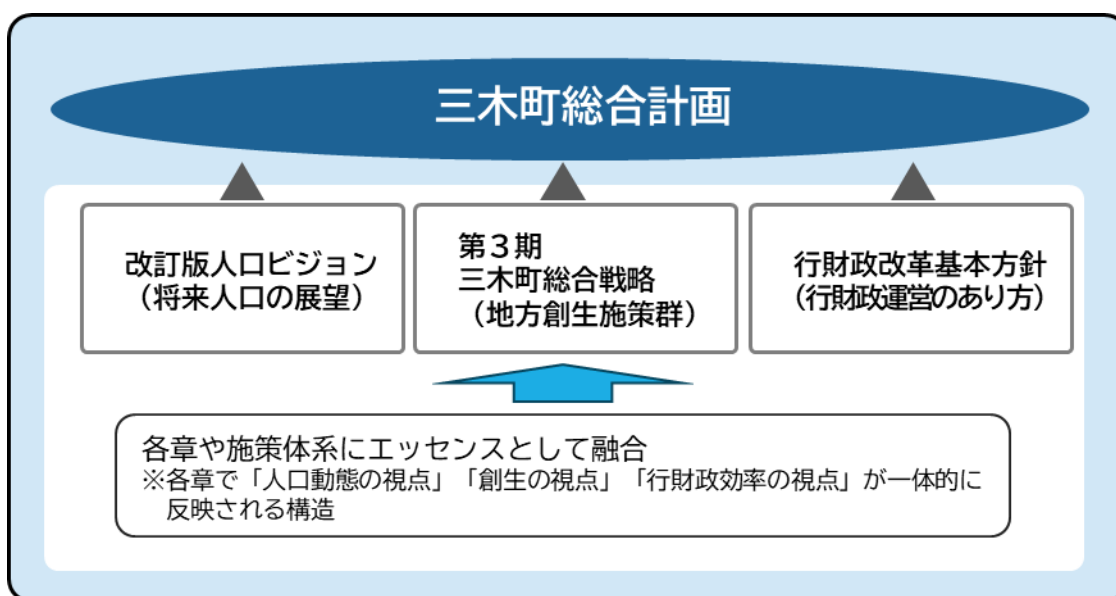 三木町総合計画
改訂版人口ビジョン
（将来人口の展望）
第３期
三木町総合戦略
（地方創生施策群）
行財政改革基本方針
（行財政運営のあり方）
各章や施策体系にエッセンスとして融合
※各章で「人口動態の視点」「創生の視点」「行財政効率の視点」が一体的に
反映される構造